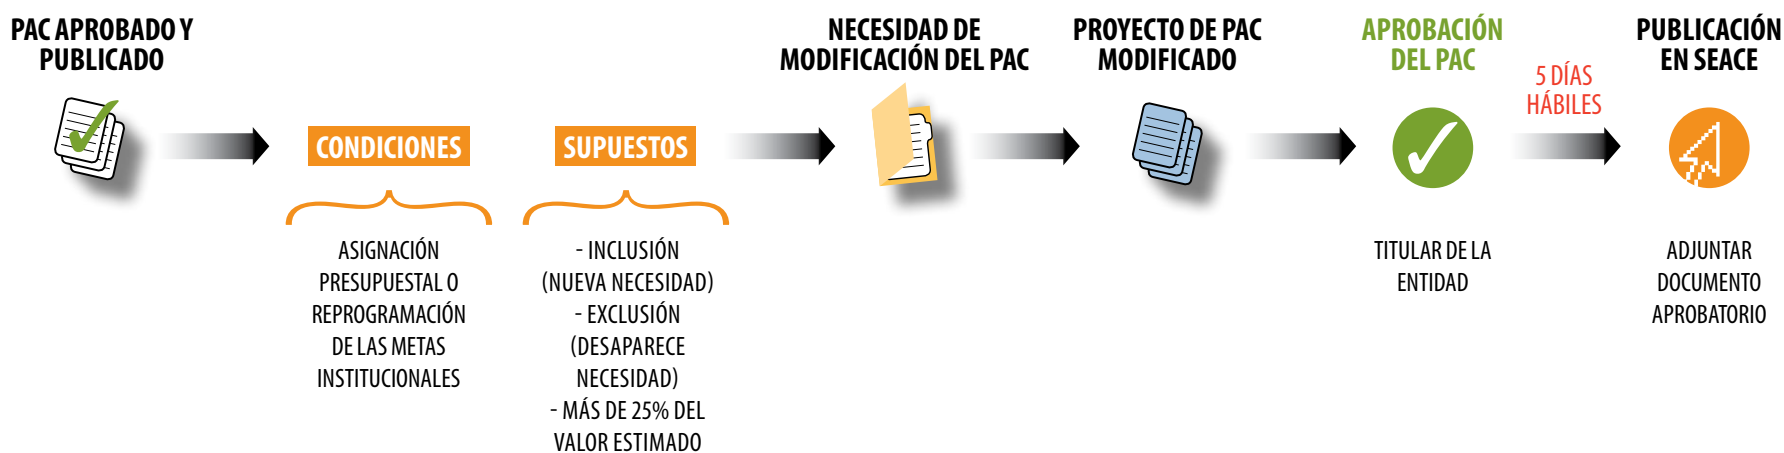 PAC APROBADO Y
PUBLICADO
CONDICIONES
ASIGNACIÓN
PRESUPUESTAL O
REPROGRAMACIÓN
DE LAS METAS
INSTITUCIONALES
SUPUESTOS
- INCLUSIÓN
(NUEVA NECESIDAD)
- EXCLUSIÓN
(DESAPARECE
NECESIDAD)
- MÁS DE 25% DEL
VALOR ESTIMADO
NECESIDAD DE
MODIFICACIÓN DEL PAC
PROYECTO DE PAC
MODIFICADO
APROBACIÓN
DEL PAC
TITULAR DE LA
ENTIDAD
5 DÍAS
HÁBILES
PUBLICACIÓN
EN SEACE
ADJUNTAR
DOCUMENTO
APROBATORIO